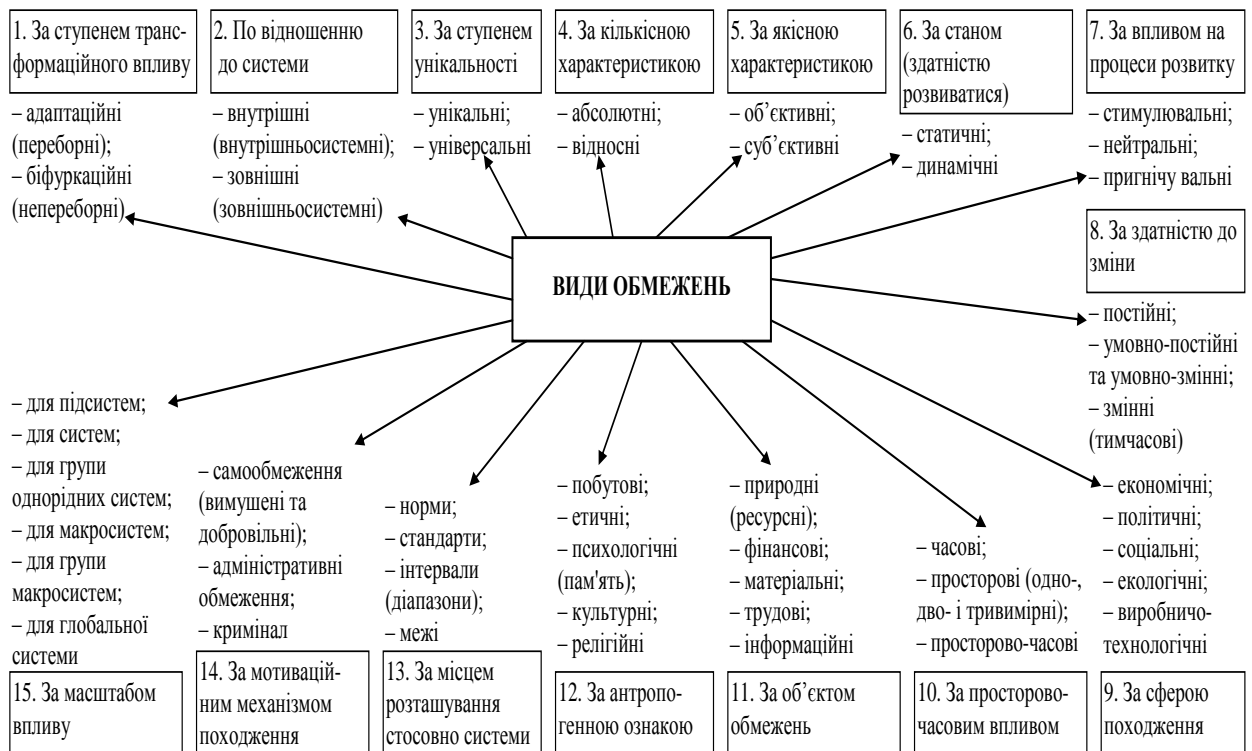 1. За ступенем транс-
формаційного впливу
– адаптаційні
(переборні);
– біфуркаційні
(непереборні)
2. По відношенню
до системи
– внутрішні
(внутрішньосистемні);
– зовнішні
(зовнішньосистемні)
3. За ступенем
унікальності
– унікальні;
– універсальні
4. За кількісною
характеристикою
– абсолютні;
– відносні
5. За якісною
характеристикою
– об’єктивні;
– суб’єктивні
6. За станом
(здатністю
розвиватися)
– статичні;
– динамічні
7. За впливом на
процеси розвитку
– стимулювальні;
– нейтральні;
– пригнічу вальні
8. За здатністю до
зміни
– постійні;
– умовно-постійні
та умовно-змінні;
– змінні
(тимчасові)
ВИДИ ОБМЕЖЕНЬ
– для підсистем;
– для систем;
– для групи
однорідних систем;
– для макросистем;
– для групи
макросистем;
– для глобальної
системи
15. За масштабом
впливу
– самообмеження
(вимушені та
добровільні);
– адміністративні
обмеження;
– кримінал
14. За мотивацій-
ним механізмом
походження
– норми;
– стандарти;
– інтервали
(діапазони);
– межі
13. За місцем
розташування
стосовно системи
– побутові;
– етичні;
– психологічні
(пам'ять);
– культурні;
– релігійні
12. За антропо-
генною ознакою
– природні
(ресурсні);
– фінансові;
– матеріальні;
– трудові;
– інформаційні
11. За об’єктом
обмежень
– часові;
– просторові (одно-,
дво- і тривимірні);
– просторово-часові
10. За просторово-
часовим впливом
– економічні;
– політичні;
– соціальні;
– екологічні;
– виробничо-
технологічні
9. За сферою
походження